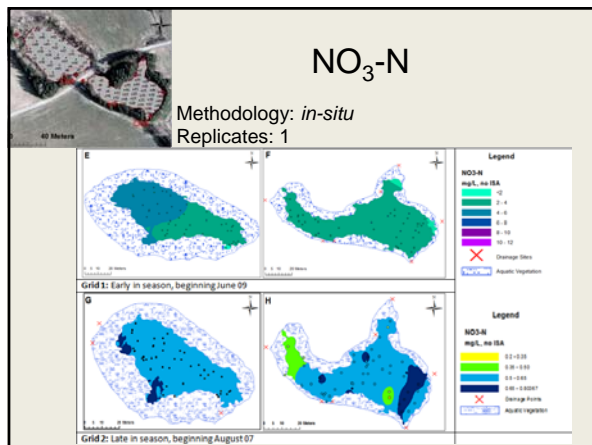 NO3-N
Methodology: in-situ
Replicates: 1
40 Meters
E
F
Legend
NO3-N
mg/L, no ISA
<2
2 - 4
4 - 6
6 - 8
8 - 10
10 - 12
Drainage Sites
Aquatic Vegetation
Grid 1: Early in season, beginning June 09
G
H
Legend
NO3-N
mg/L, no ISA
Drainage Points
Aquatic Vegetation
20 Meters
Grid 2: Late in season, beginning August 07